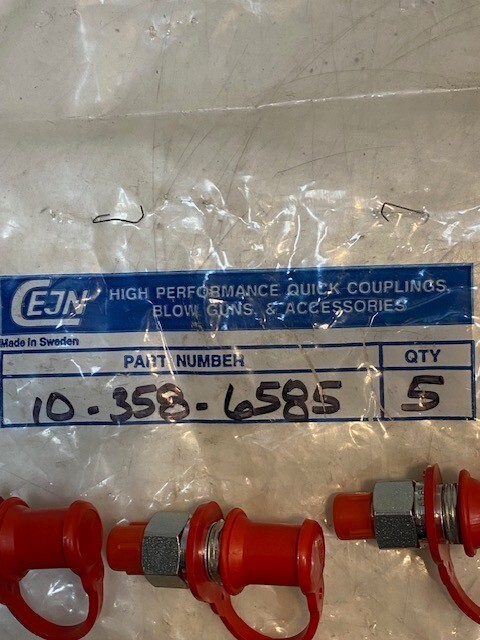 CEJN
HIGH PERFORMANCE QUICK COUPLINGS,
BLOW GUNS & ACCESSORIES
Made In Sweden
PART NUMBER QTY
10-358-6585 5